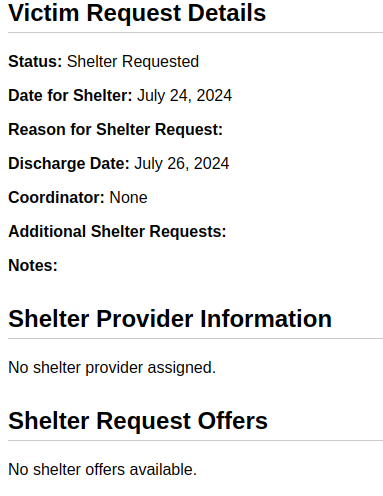 Victim Request Details
Status: Shelter Requested
Date for Shelter: July 24, 2024
Reason for Shelter Request:
Discharge Date: July 26, 2024
Coordinator: None
Additional Shelter Requests:
Notes:
Shelter Provider Information
No shelter provider assigned.
Shelter Request Offers
No shelter offers available.